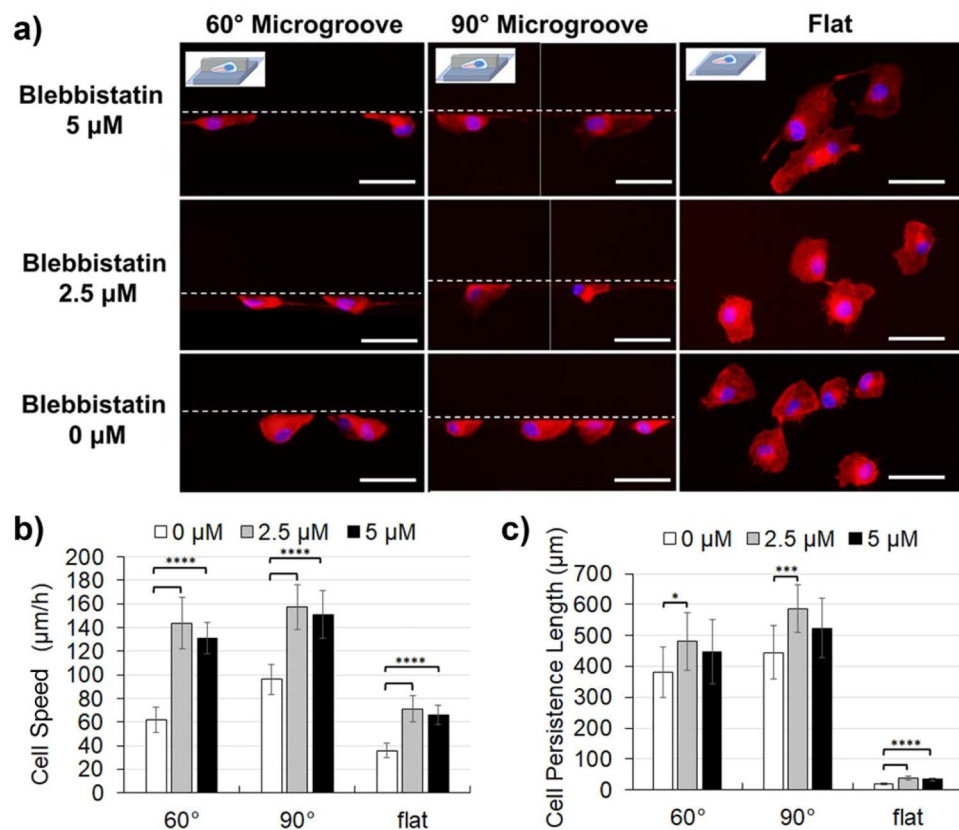 a)
60° Microgroove
90° Microgroove
Flat
Blebbistatin
5 µM
Blebbistatin
2.5 µM
Blebbistatin
0 µM
b)
0 µM 2.5 µM 5 µM
Cell Speed (µm/h)
200
180
160
140
120
100
80
60
40
20
0
****
****
****
60° 90° flat
c)
0 µM 2.5 µM 5 µM
Cell Persistence Length (µm)
700
600
500
400
300
200
100
0
*
***
****
60° 90° flat